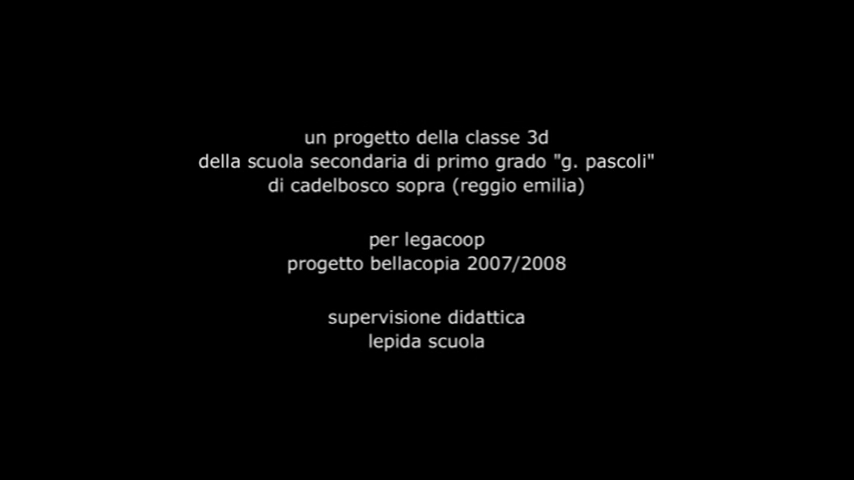 un progetto della classe 3d
della scuola secondaria di primo grado "g. pascoli"
di cadelbosco sopra (reggio emilia)
per legacoop
progetto bellacopia 2007/2008
supervisione didattica
lepida scuola